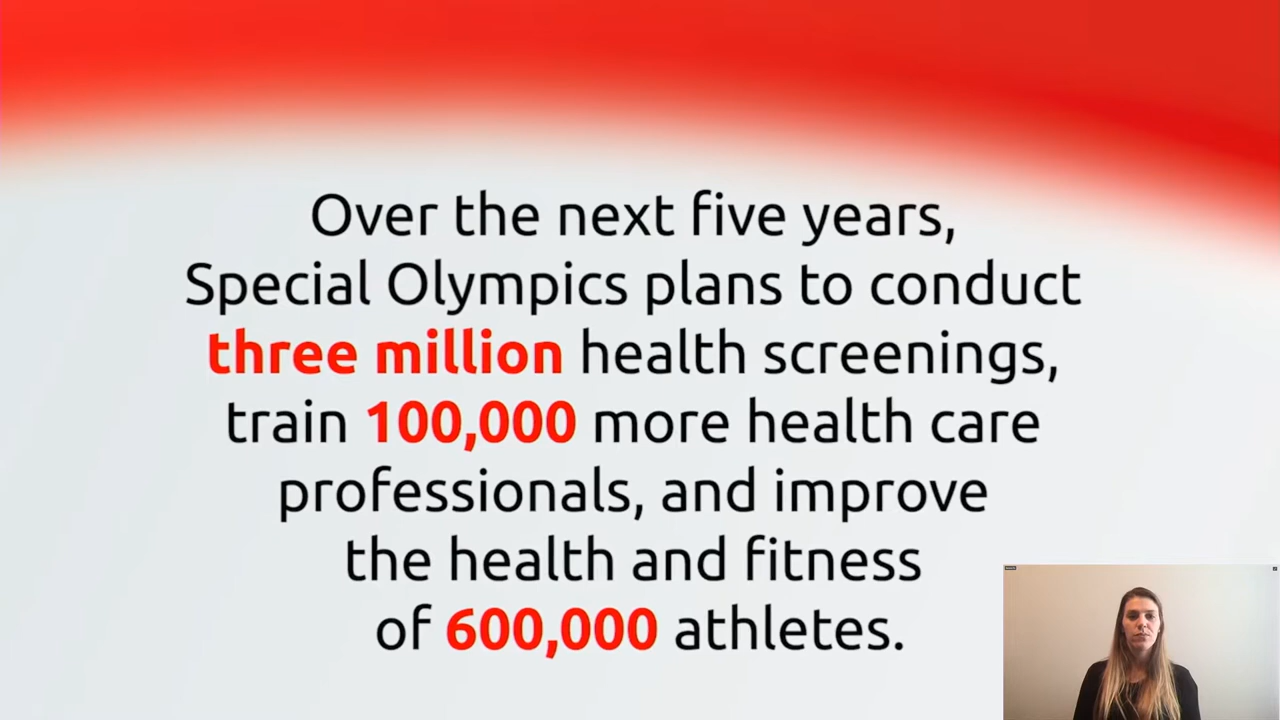 Over the next five years,
Special Olympics plans to conduct
three million health screenings,
train 100,000 more health care
professionals, and improve
the health and fitness
of 600,000 athletes.